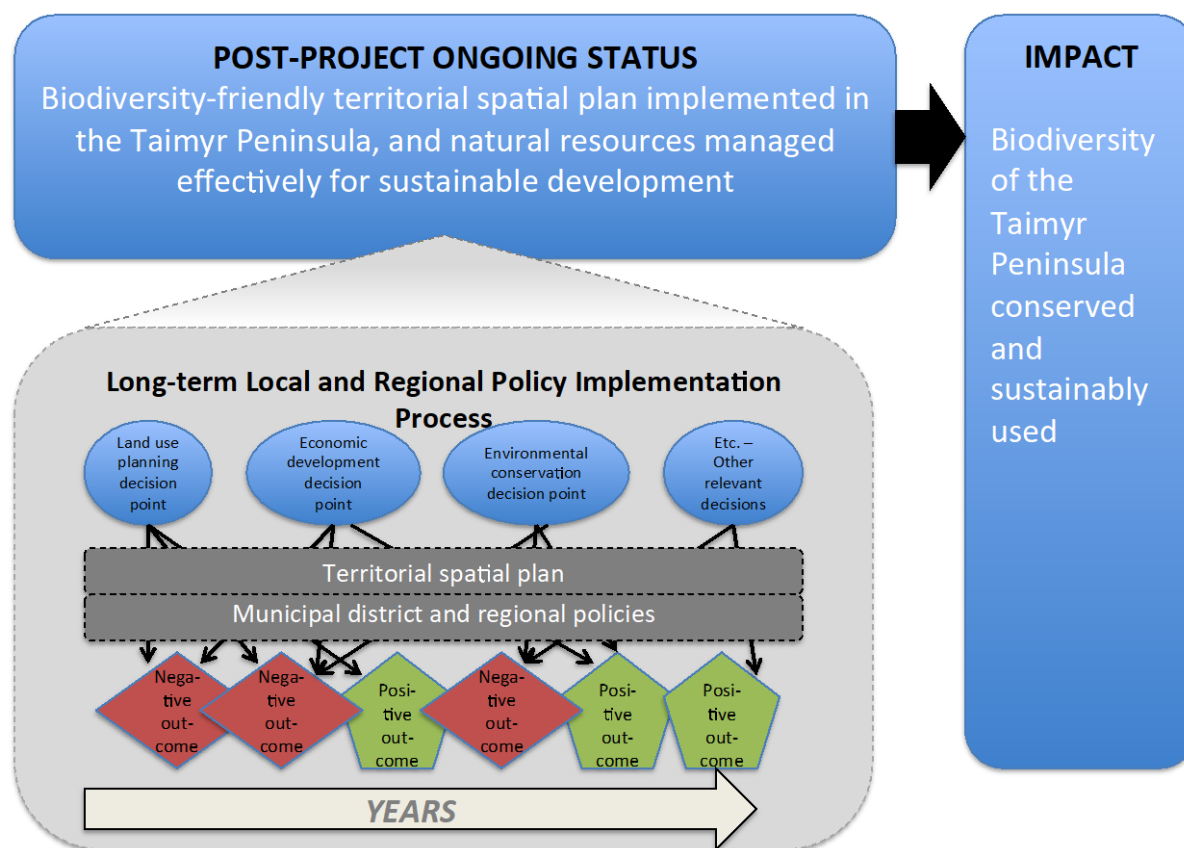 POST-PROJECT ONGOING STATUS
Biodiversity-friendly territorial spatial plan implemented in
the Taimyr Peninsula, and natural resources managed
effectively for sustainable development
IMPACT
Biodiversity
of the
Taimyr
Peninsula
conserved
and
sustainably
used
Long-term Local and Regional Policy Implementation
Process
Land use
planning
decision
point
Economic
development
decision
point
Environmental
conservation
decision point
Etc. –
Other
relevant
decisions
Territorial spatial plan
Municipal district and regional policies
Nega-
tive
out-
come
Nega-
tive
out-
come
Posi-
tive
out-
come
Nega-
tive
out-
come
Posi-
tive
out-
come
Posi-
tive
out-
come
YEARS